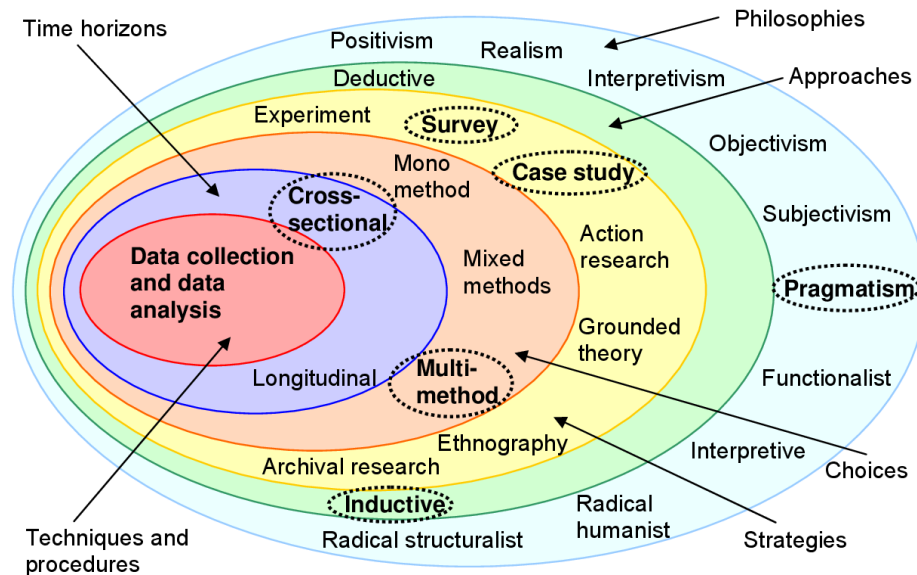 Time horizons
Philosophies
Positivism
Realism
Deductive
Interpretivism
Approaches
Experiment
Survey
Objectivism
Mono
method
Case study
Cross-
sectional
Subjectivism
Action
research
Data collection
and data
analysis
Mixed
methods
Pragmatism
Grounded
theory
Longitudinal
Multi-
method
Functionalist
Ethnography
Interpretive
Choices
Archival research
Inductive
Radical
humanist
Techniques and
procedures
Radical structuralist
Strategies